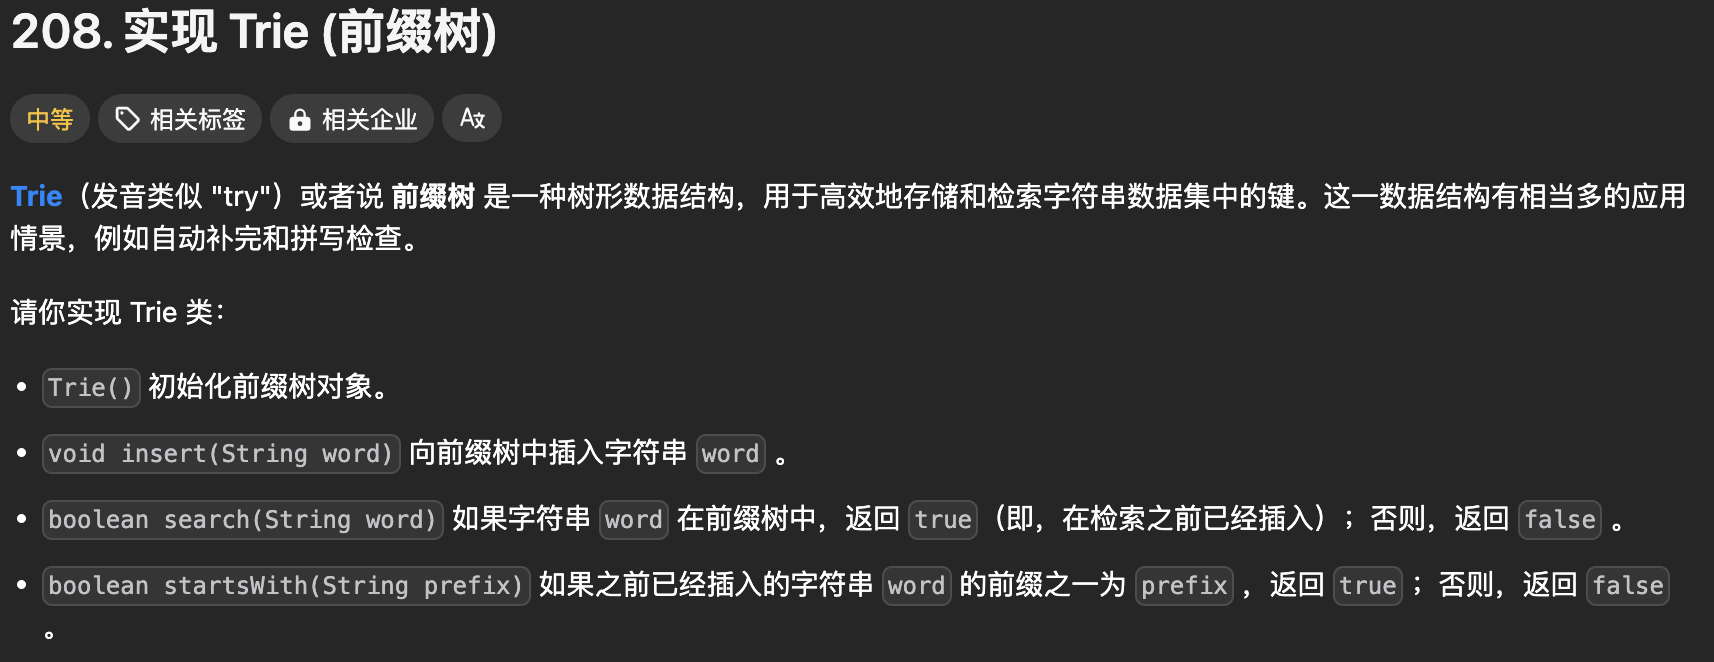 208. 实现 Trie (前缀树)
中等 相关标签 相关企业 Ax
Trie（发音类似 "try"）或者说 前缀树 是一种树形数据结构，用于高效地存储和检索字符串数据集中的键。这一数据结构有相当多的应用
情景，例如自动补完和拼写检查。
请你实现 Trie 类：
• Trie() 初始化前缀树对象。
• void insert(String word) 向前缀树中插入字符串 word 。
• boolean search(String word) 如果字符串 word 在前缀树中，返回 true（即，在检索之前已经插入）；否则，返回 false 。
• boolean startsWith(String prefix) 如果之前已经插入的字符串 word 的前缀之一为 prefix ，返回 true ；否则，返回 false
。